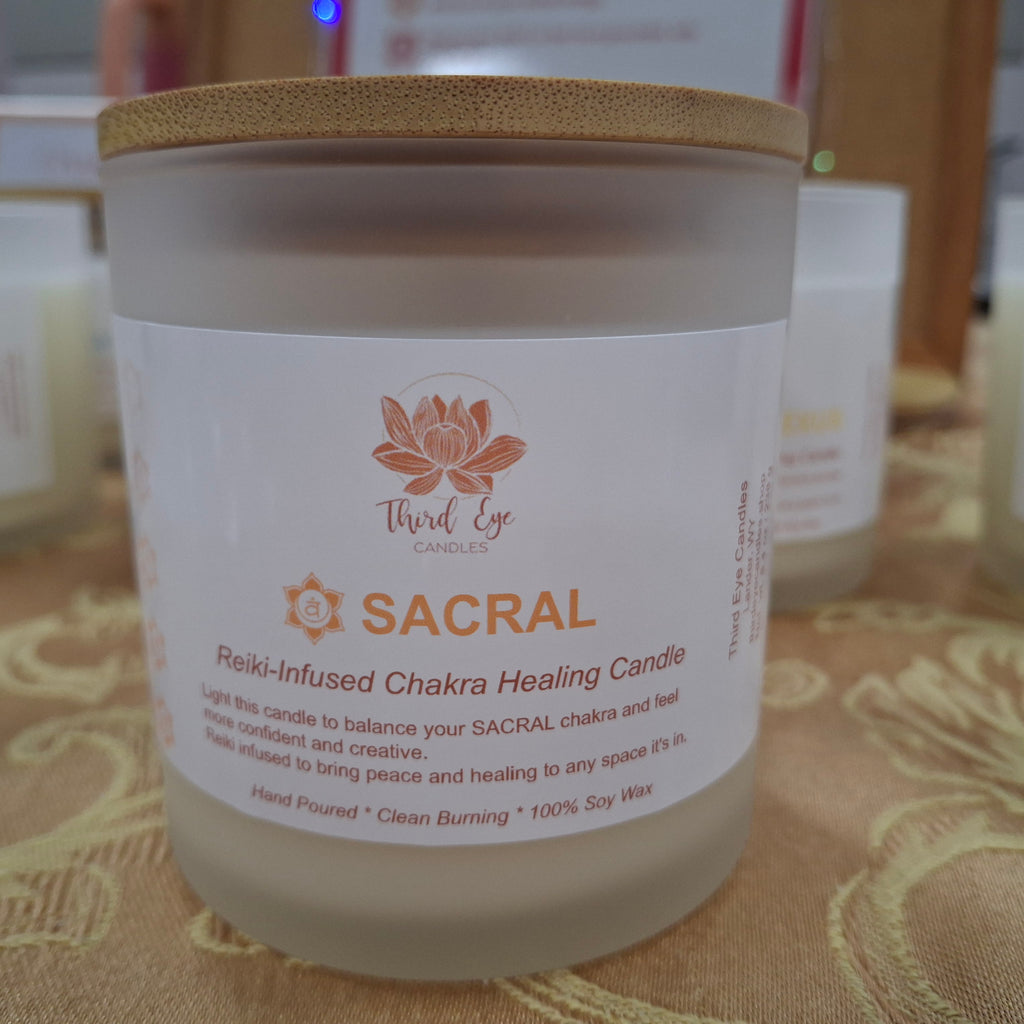 Third Eye
CANDLES
SACRAL
Reiki-Infused Chakra Healing Candle
Light this candle to balance your SACRAL chakra and feel
more confident and creative.
Reiki infused to bring peace and healing to any space it's in.
Hand Poured * Clean Burning * 100% Soy Wax
Third Eye Candles
Lander, WY